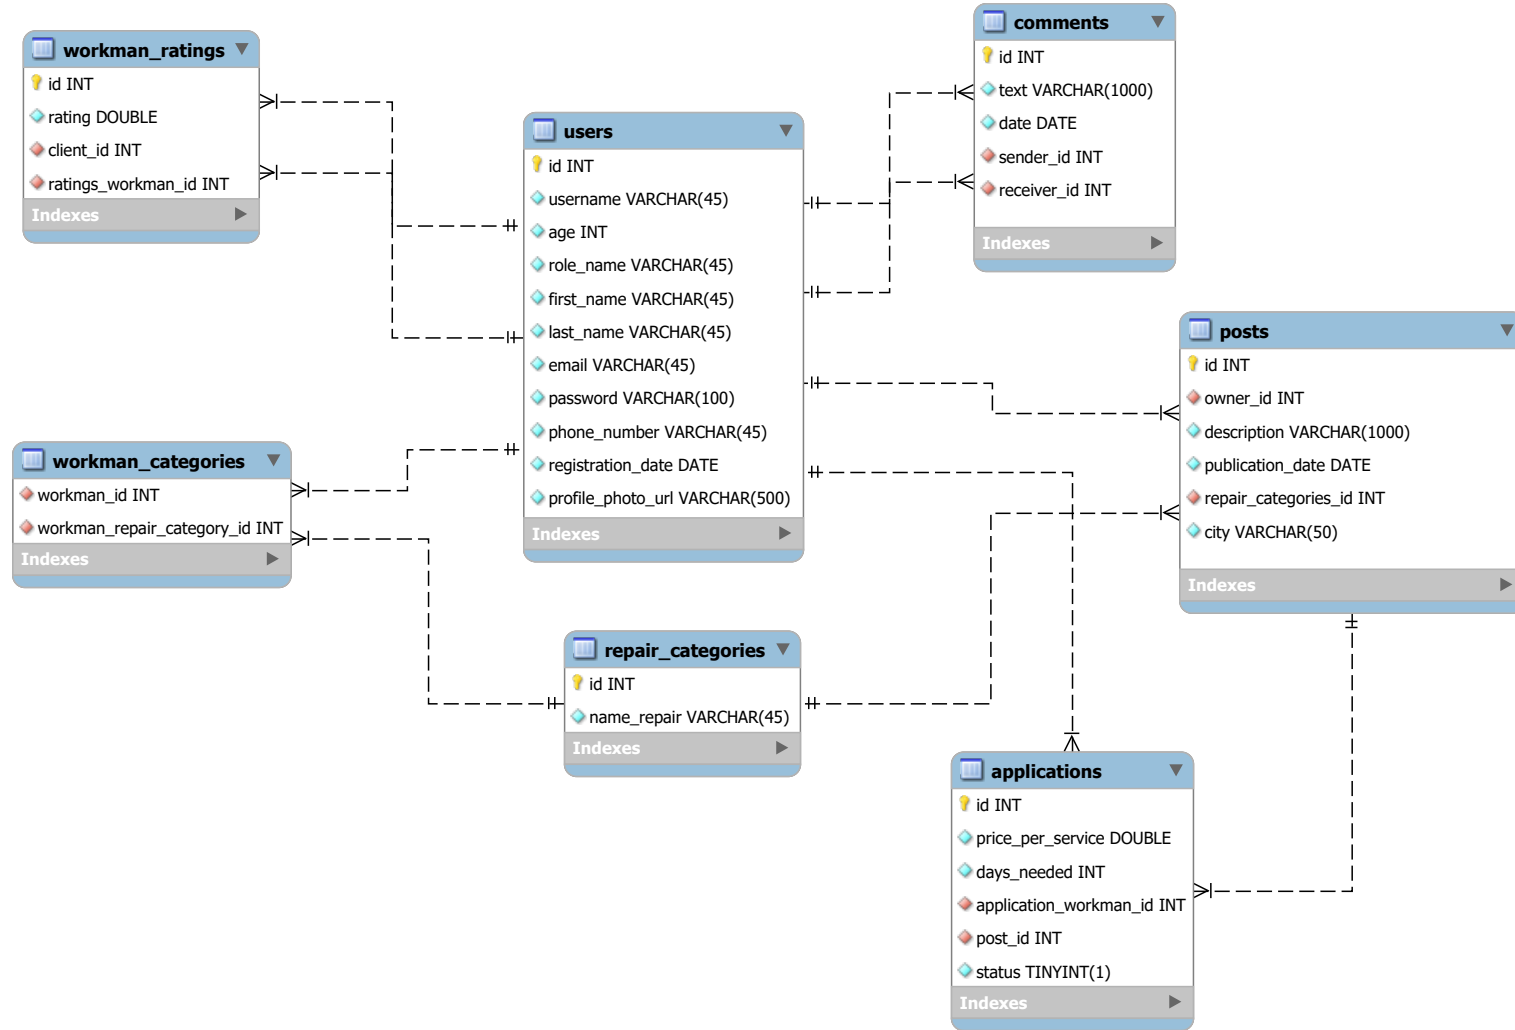 workman_ratings
id INT
rating DOUBLE
client_id INT
ratings_workman_id INT
Indexes
users
id INT
username VARCHAR(45)
age INT
role_name VARCHAR(45)
first_name VARCHAR(45)
last_name VARCHAR(45)
email VARCHAR(45)
password VARCHAR(100)
phone_number VARCHAR(45)
registration_date DATE
profile_photo_url VARCHAR(500)
Indexes
comments
id INT
text VARCHAR(1000)
date DATE
sender_id INT
receiver_id INT
Indexes
posts
id INT
owner_id INT
description VARCHAR(1000)
publication_date DATE
repair_categories_id INT
city VARCHAR(50)
Indexes
workman_categories
workman_id INT
workman_repair_category_id INT
Indexes
repair_categories
id INT
name_repair VARCHAR(45)
Indexes
applications
id INT
price_per_service DOUBLE
days_needed INT
application_workman_id INT
post_id INT
status TINYINT(1)
Indexes